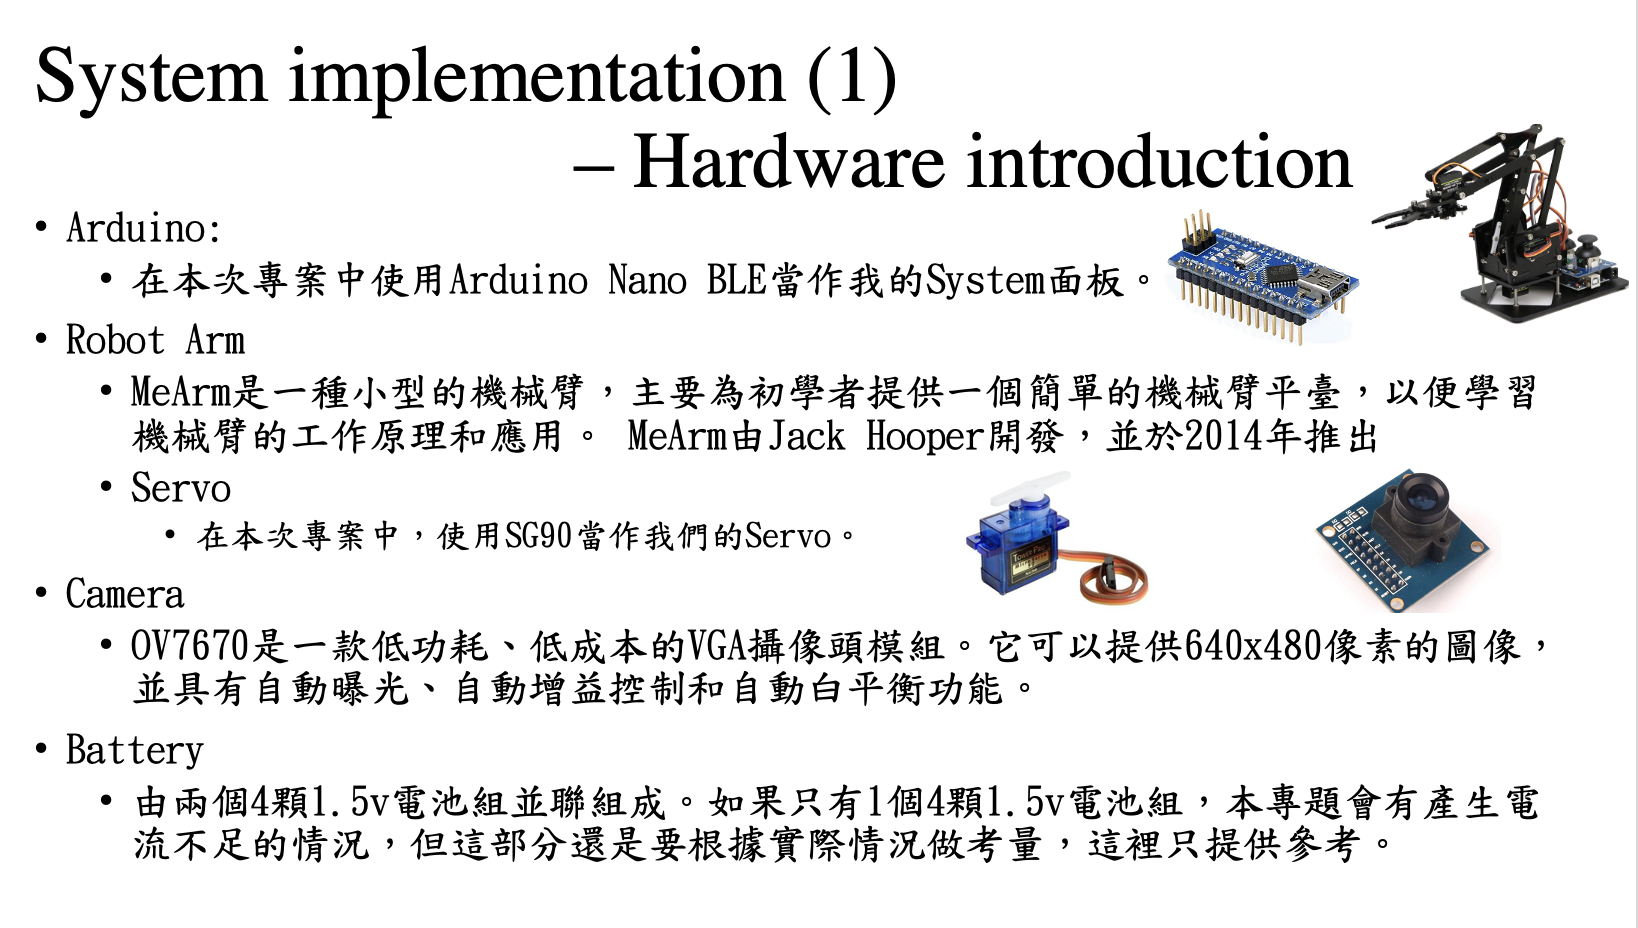 System implementation (1)
– Hardware introduction
• Arduino:
• 在本次專案中使用Arduino Nano BLE當作我的System面板。
• Robot Arm
• MeArm是一種小型的機械臂，主要為初學者提供一個簡單的機械臂平臺，以便學習
機械臂的工作原理和應用。 MeArm由Jack Hooper開發，並於2014年推出
• Servo
• 在本次專案中，使用SG90當作我們的Servo。
• Camera
• OV7670是一款低功耗、低成本的VGA攝像頭模組。它可以提供640x480像素的圖像，
並具有自動曝光、自動增益控制和自動白平衡功能。
• Battery
• 由兩個4顆1.5v電池組並聯組成。如果只有1個4顆1.5v電池組，本專題會有產生電
流不足的情況，但這部分還是要根據實際情況做考量，這裡只提供參考。